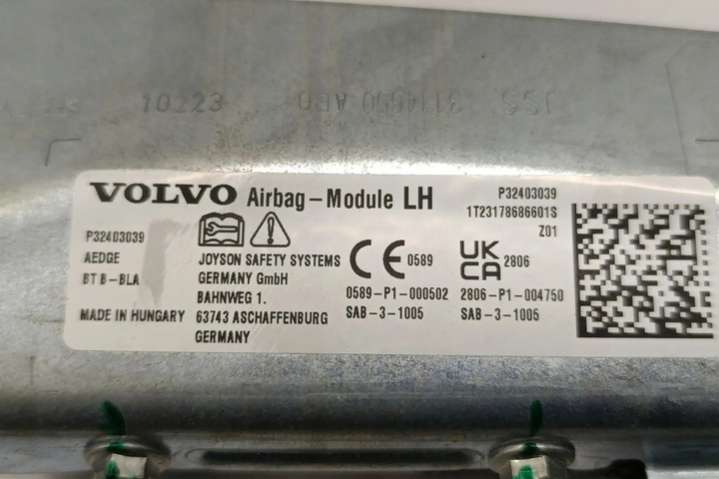 10223
VOLVO Airbag-Module LH
P32403039
1T2317868660​1S
Z01
P32403039
AEDGE
BT B-BLA
MADE IN HUNGARY
JOYSON SAFETY SYSTEMS
GERMANY GmbH
BAHNWEG 1.
63743 ASCHAFFENBURG
GERMANY
CE 0589
0589-P1-000502
SAB-3-1005
UK CA 2806
2806-P1-004750
SAB-3-1005